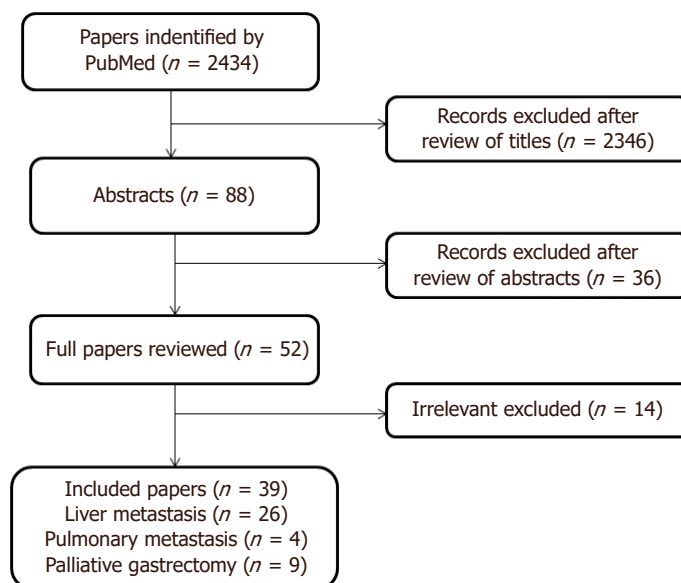 Papers indentified by
PubMed (n = 2434)
Records excluded after
review of titles (n = 2346)
Abstracts (n = 88)
Records excluded after
review of abstracts (n = 36)
Full papers reviewed (n = 52)
Irrelevant excluded (n = 14)
Included papers (n = 39)
Liver metastasis (n = 26)
Pulmonary metastasis (n = 4)
Palliative gastrectomy (n = 9)